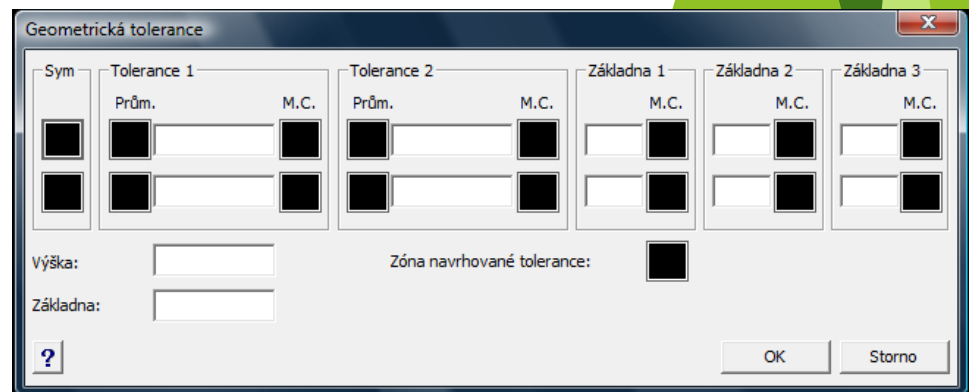 Geometrická tolerance
Sym Tolerance 1 Tolerance 2 Základna 1 Základna 2 Základna 3
Prům. M.C. Prům. M.C. M.C. M.C. M.C.
Výška: Zóna navrhované tolerance:
Základna:
? OK Storno